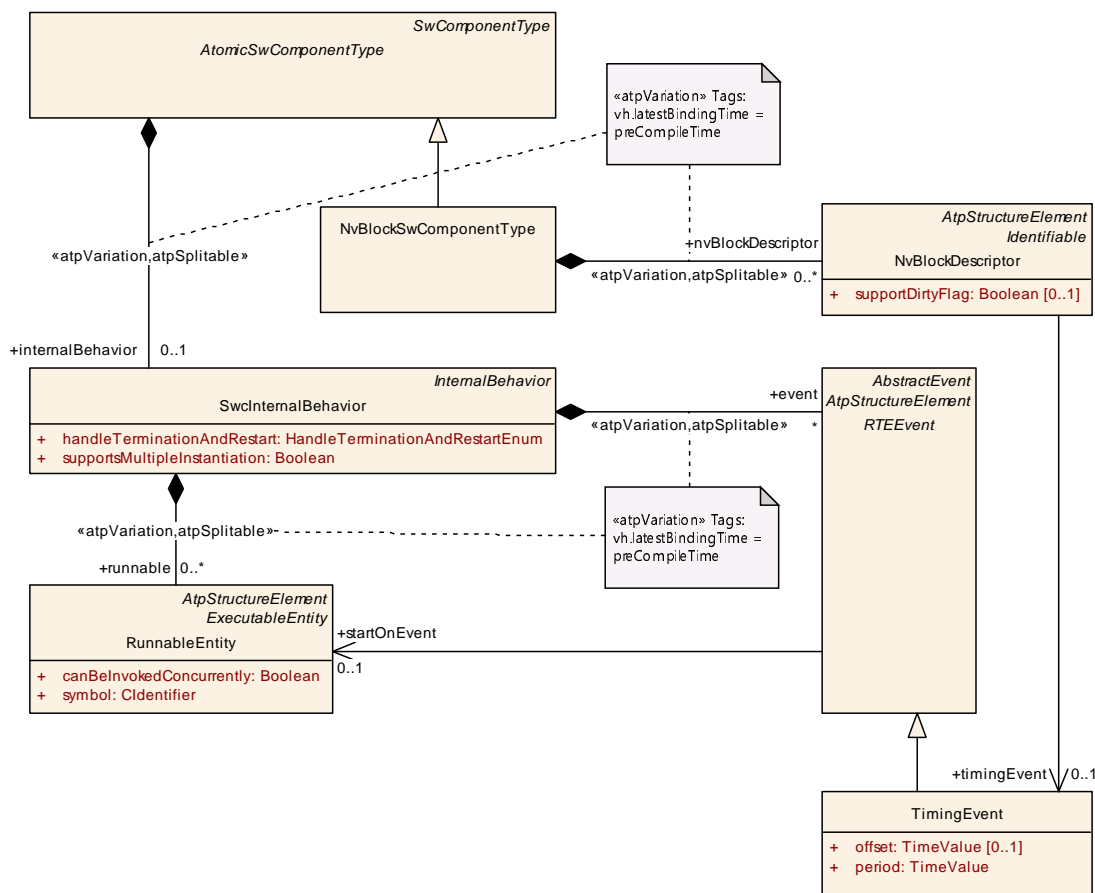 SwComponentType
AtomicSwComponentType
«atpVariation» Tags:
vh.latestBindingTime =
preCompileTime
NvBlockSwComponentType
AtpStructureElement
Identifiable
NvBlockDescriptor
+ supportDirtyFlag: Boolean [0..1]
+nvBlockDescriptor
«atpVariation,atpSplitable»
0..*
«atpVariation,atpSplitable»
+internalBehavior
0..1
InternalBehavior
SwcInternalBehavior
+ handleTerminationAndRestart: HandleTerminationAndRestartEnum
+ supportsMultipleInstantiation: Boolean
+event
«atpVariation,atpSplitable»
*
AbstractEvent
AtpStructureElement
RTEEvent
«atpVariation» Tags:
vh.latestBindingTime =
preCompileTime
«atpVariation,atpSplitable»
+runnable
0..*
AtpStructureElement
ExecutableEntity
RunnableEntity
+ canBeInvokedConcurrently: Boolean
+ symbol: CIdentifier
+startOnEvent
0..1
+timingEvent
0..1
TimingEvent
+ offset: TimeValue [0..1]
+ period: TimeValue